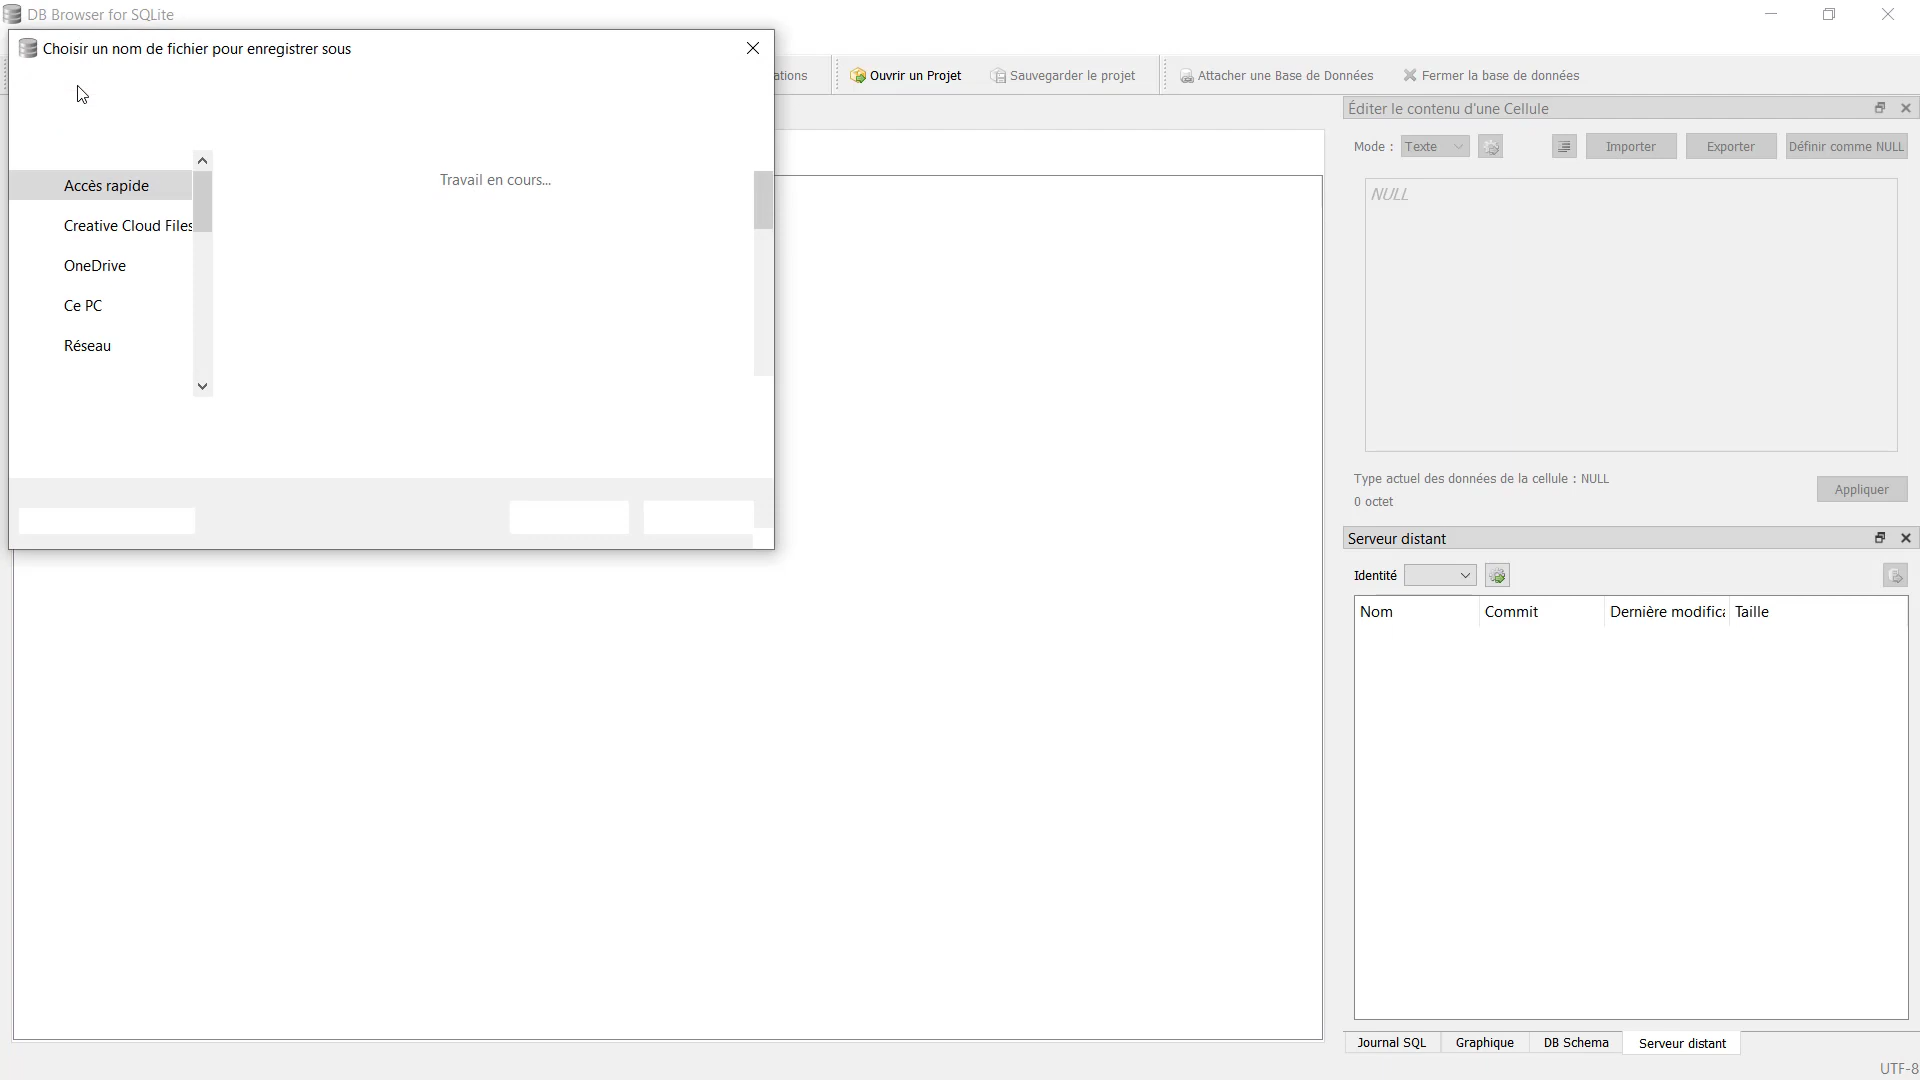 DB Browser for SQLite
Choisir un nom de fichier pour enregistrer sous
ations
Ouvrir un Projet
Sauvegarder le projet
Attacher une Base de Données
Fermer la base de données
Accès rapide
Creative Cloud Files
OneDrive
Ce PC
Réseau
Travail en cours...
Éditer le contenu d'une Cellule
Mode :
Texte
Importer
Exporter
Définir comme NULL
NULL
Type actuel des données de la cellule : NULL
0 octet
Appliquer
Serveur distant
Identité
Nom
Commit
Dernière modifica
Taille
Journal SQL
Graphique
DB Schema
Serveur distant
UTF-8